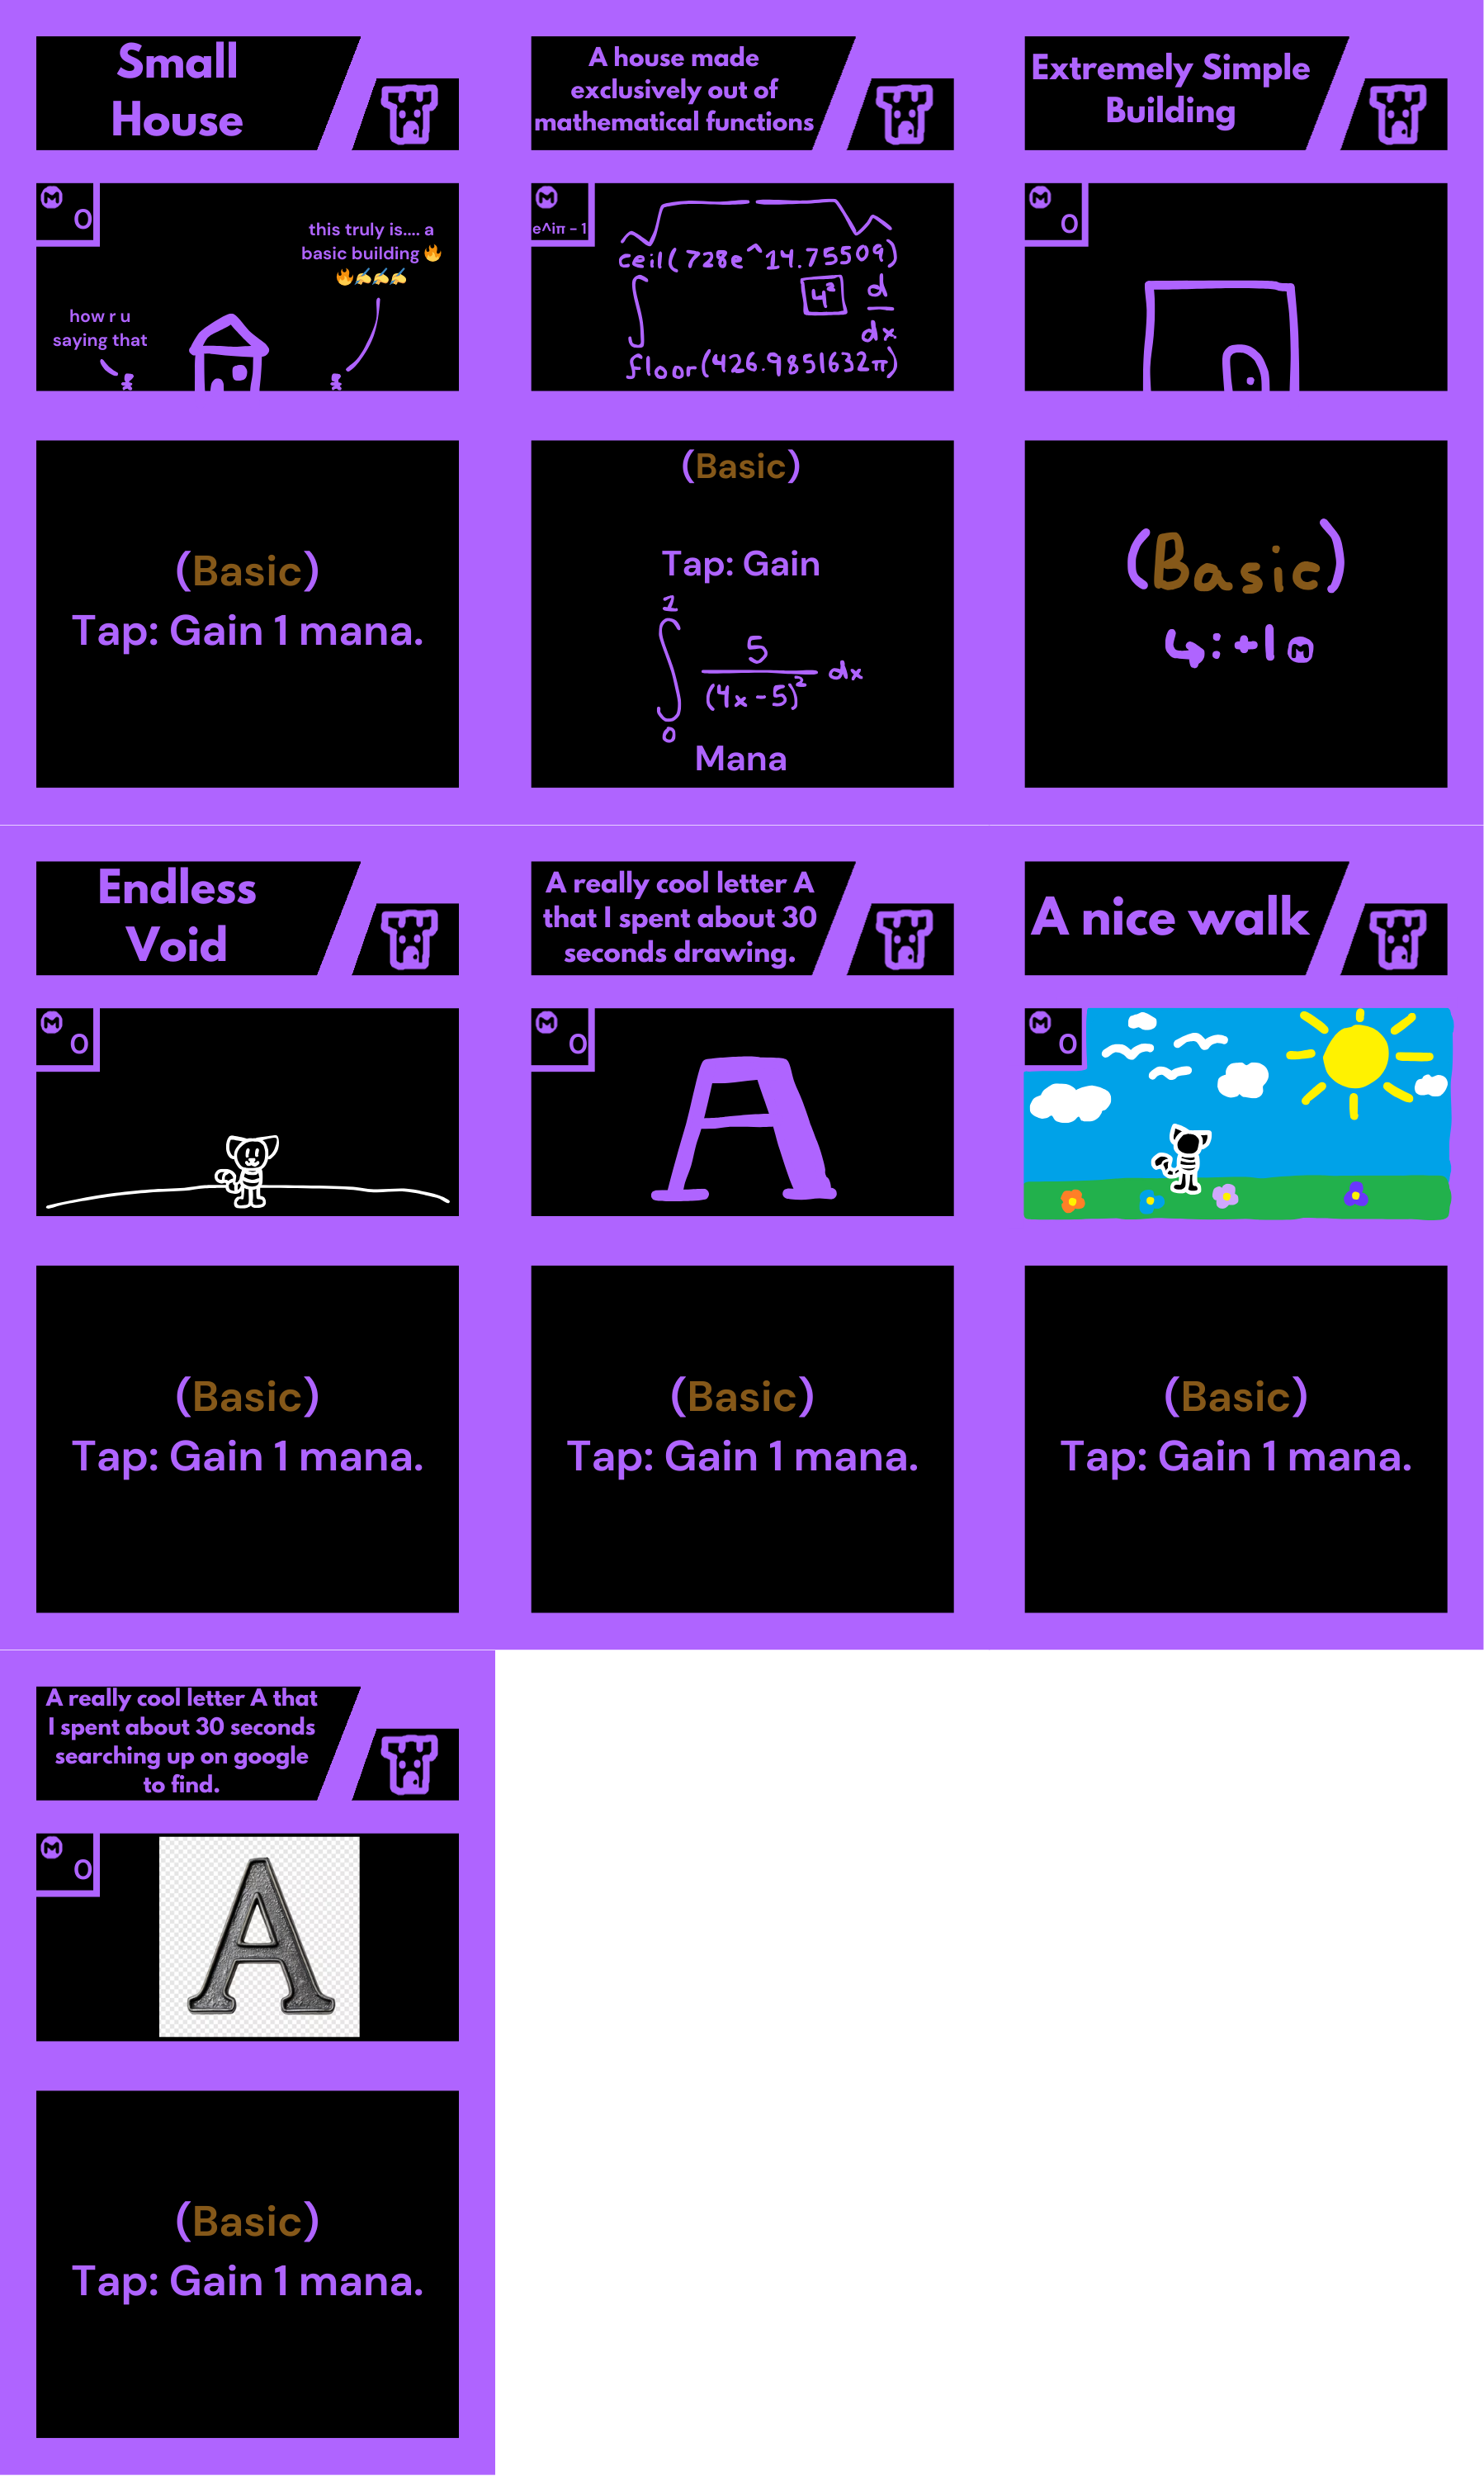 Small
House
M
0
this truly is.... a
basic building 🔥
🔥✍️✍️✍️
how r u
saying that
(Basic)
Tap: Gain 1 mana.
A house made
exclusively out of
mathematical functions
M
e^iπ - 1
ceil(728e^14.75509)
∫ 4² d/dx
floor(426.9851632π)
(Basic)
Tap: Gain
2
∫ 5/(4x-5)² dx
0
Mana
Extremely Simple
Building
M
0
(Basic)
↳: +1 M
Endless
Void
M
0
(Basic)
Tap: Gain 1 mana.
A really cool letter A
that I spent about 30
seconds drawing.
M
0
A
(Basic)
Tap: Gain 1 mana.
A nice walk
M
0
(Basic)
Tap: Gain 1 mana.
A really cool letter A that
I spent about 30 seconds
searching up on google
to find.
M
0
A
(Basic)
Tap: Gain 1 mana.